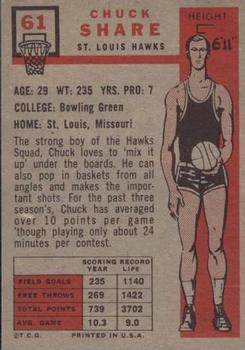 61
CHUCK
SHARE
ST. LOUIS HAWKS
HEIGHT
6'11"
AGE: 29 WT: 235 YRS. PRO: 7
COLLEGE: Bowling Green
HOME: St. Louis, Missouri
The strong boy of the Hawks
Squad, Chuck loves to 'mix it
up' under the boards. He can
also pop in baskets from all
angles and makes the impor-
tant shots. For the past three
season's, Chuck has averaged
over 10 points per game
'though playing only about 24
minutes per contest.
SCORING RECORD
YEAR LIFE
FIELD GOALS 235 1140
FREE THROWS 269 1422
TOTAL POINTS 739 3702
AVG. GAME 10.3 9.0
©T.C.G. PRINTED IN U.S.A.